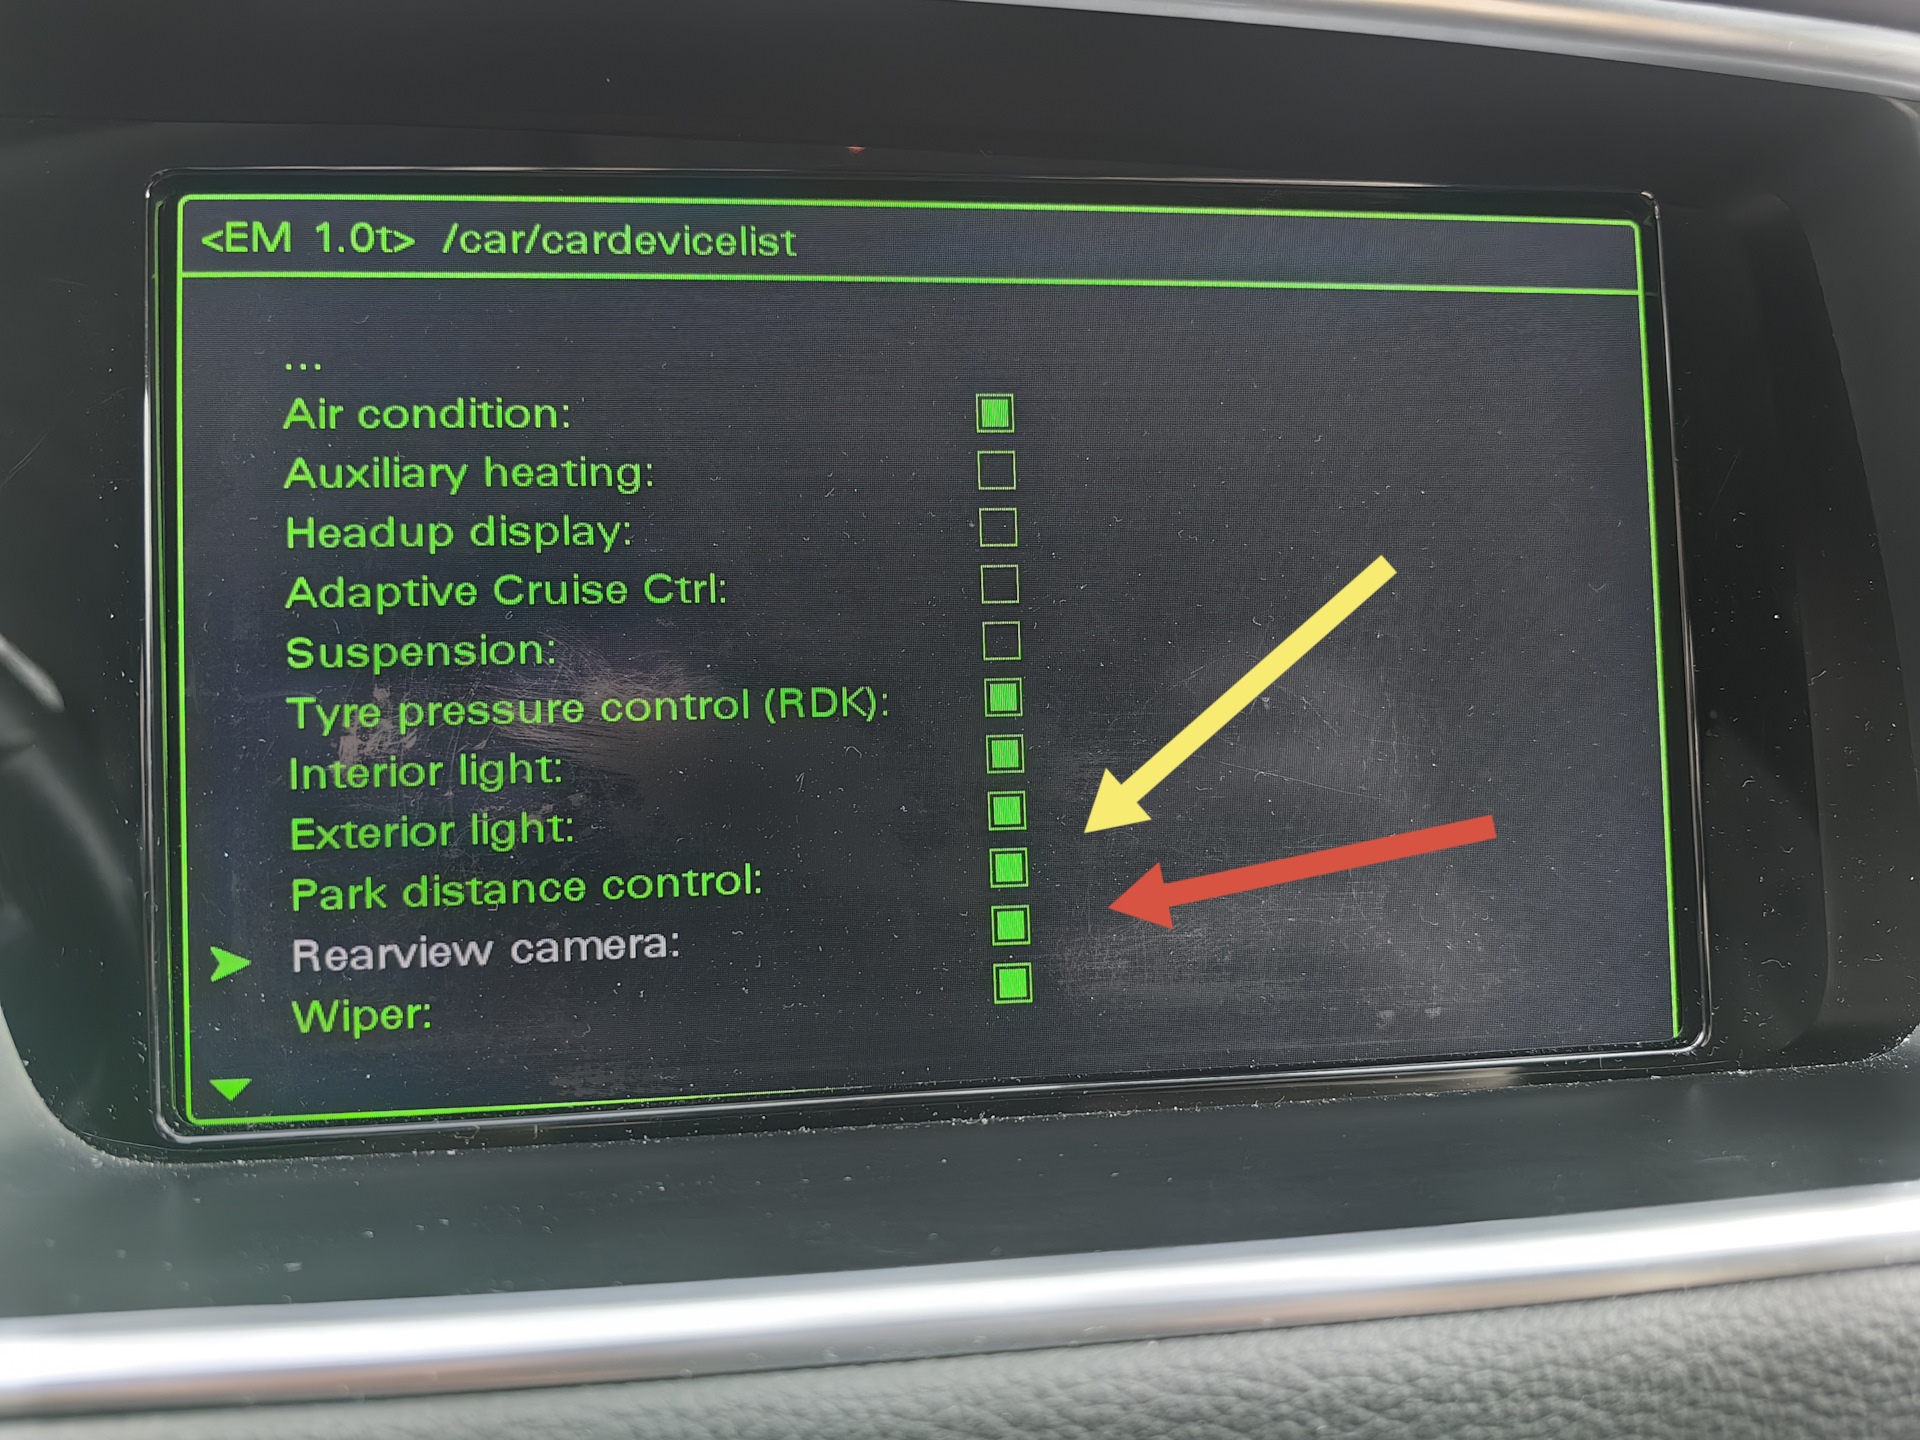 <EM 1.0t> /car/cardevicelist
...
Air condition:
Auxiliary heating:
Headup display:
Adaptive Cruise Ctrl:
Suspension:
Tyre pressure control (RDK):
Interior light:
Exterior light:
Park distance control:
Rearview camera:
Wiper: